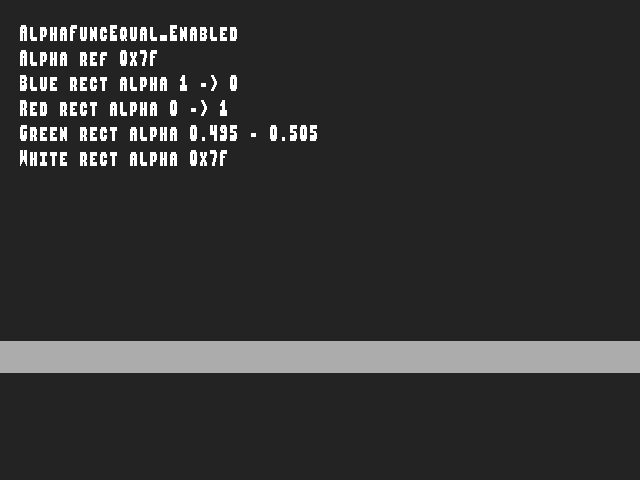 AlphaFuncEqual_Enabled
Alpha ref 0x7f
Blue rect alpha 1 -> 0
Red rect alpha 0 -> 1
Green rect alpha 0.495 - 0.505
White rect alpha 0x7f